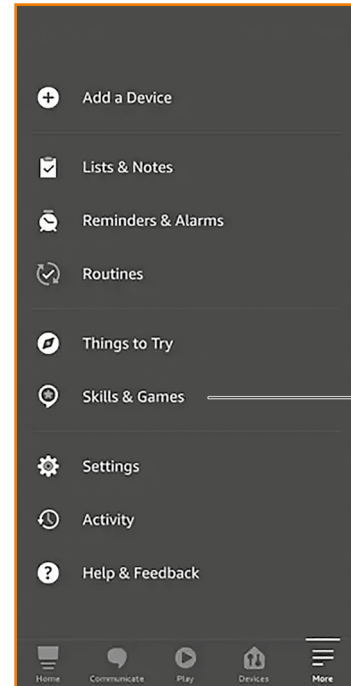 Add a Device
Lists & Notes
Reminders & Alarms
Routines
Things to Try
Skills & Games
Settings
Activity
Help & Feedback
Home Communicate Play Devices More